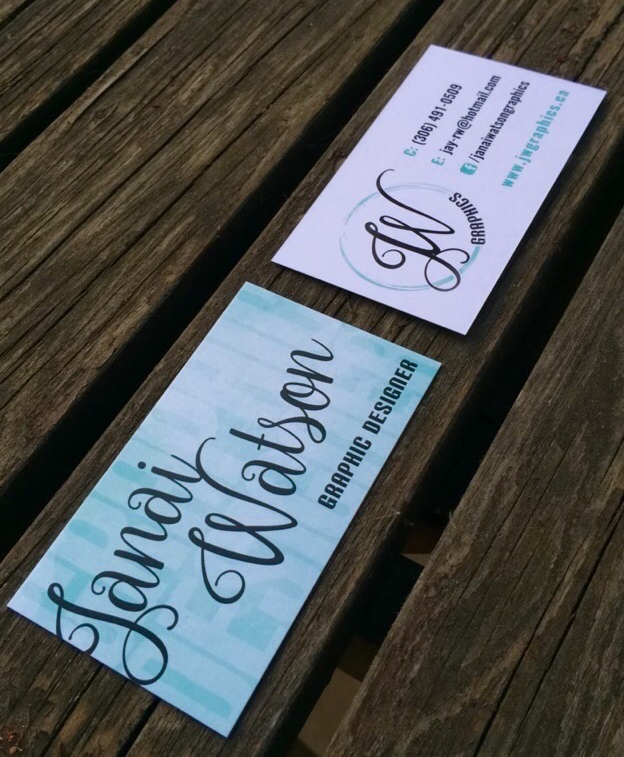 Janai
Watson
GRAPHIC DESIGNER
JW
GRAPHICS
C: (306) 491-0509
E: jay-rw@hotmail.com
f /janaiwatsongraphics
www.jwgraphics.ca